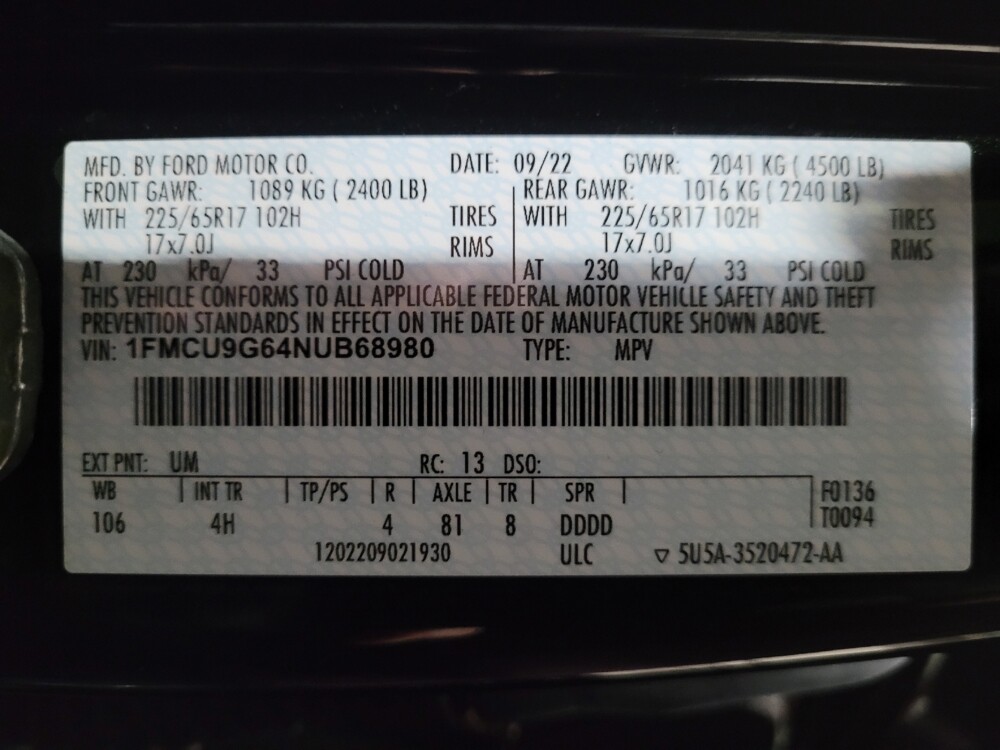 MFD. BY FORD MOTOR CO. DATE: 09/22 GVWR: 2041 KG ( 4500 LB)
FRONT GAWR: 1089 KG ( 2400 LB) REAR GAWR: 1016 KG ( 2240 LB)
WITH 225/65R17 102H TIRES WITH 225/65R17 102H TIRES
17x7.0J RIMS 17x7.0J RIMS
AT 230 kPa/ 33 PSI COLD AT 230 kPa/ 33 PSI COLD
THIS VEHICLE CONFORMS TO ALL APPLICABLE FEDERAL MOTOR VEHICLE SAFETY AND THEFT
PREVENTION STANDARDS IN EFFECT ON THE DATE OF MANUFACTURE SHOWN ABOVE.
VIN: 1FMCU9G64NUB68980 TYPE: MPV
EXT PNT: UM RC: 13 DSO:
WB INT TR TP/PS R AXLE TR SPR F0136
106 4H 4 81 8 DDDD T0094
1202209021930 ULC ▽ 5U5A-3520472-AA